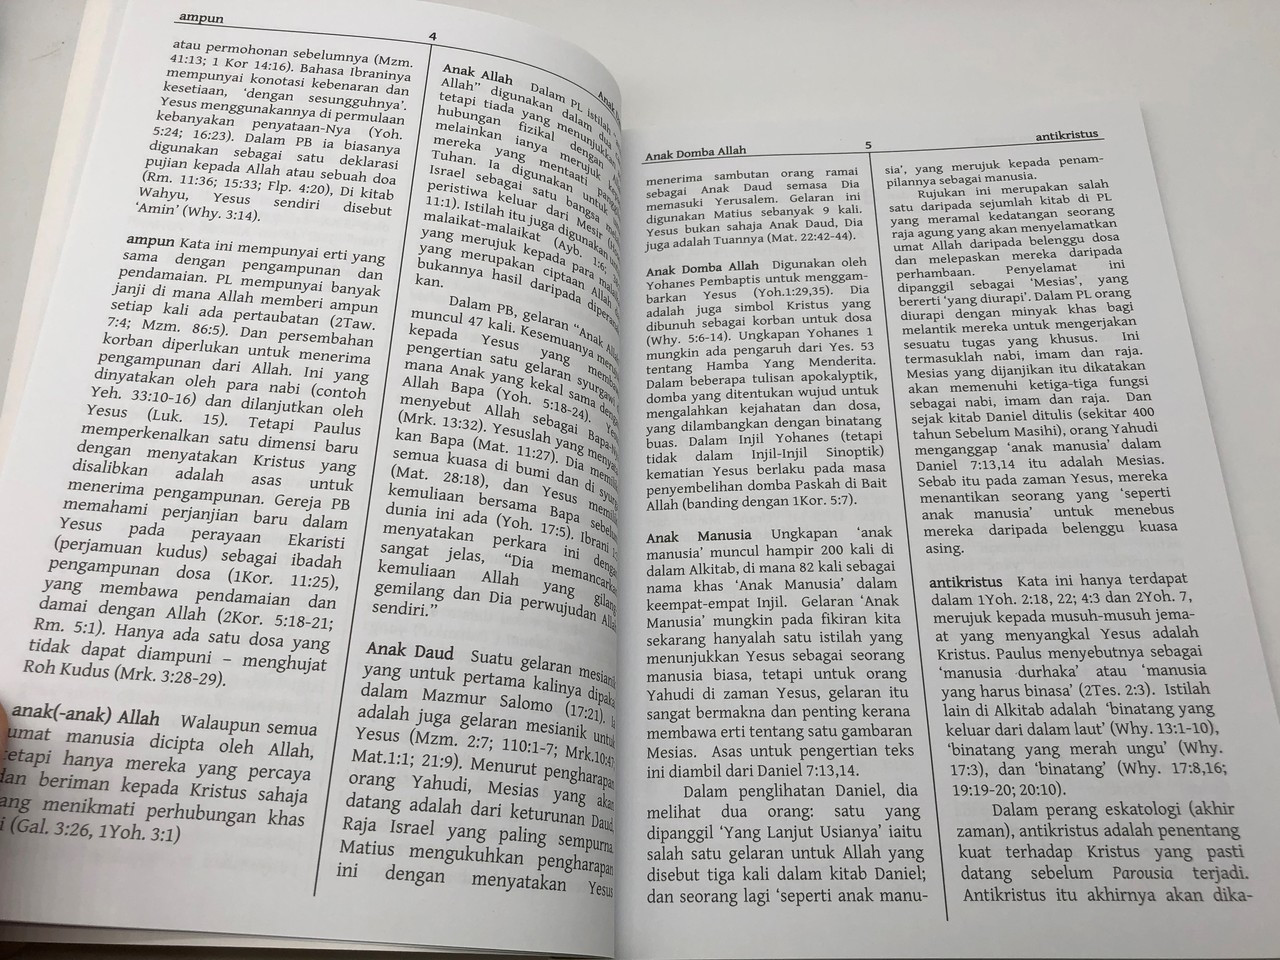 ampun
4
atau permohonan sebelumnya (Mzm.
41:13; 1 Kor 14:16). Bahasa Ibraninya
mempunyai konotasi kebenaran dan
kesetiaan, ‘dengan sesungguhnya’.
Yesus menggunakannya di permulaan
kebanyakan penyataan-Nya (Yoh.
5:24; 16:23). Dalam PB ia biasanya
digunakan sebagai satu deklarasi
pujian kepada Allah atau sebuah doa
(Rm. 11:36; 15:33; Flp. 4:20), Di kitab
Wahyu, Yesus sendiri disebut
‘Amin’ (Why. 3:14).
ampun Kata ini mempunyai erti yang
sama dengan pengampunan dan
pendamaian. PL mempunyai banyak
janji di mana Allah memberi ampun
setiap kali ada pertaubatan (2Taw.
7:4; Mzm. 86:5). Dan persembahan
korban diperlukan untuk menerima
pengampunan dari Allah. Ini yang
dinyatakan oleh para nabi (contoh
Yeh. 33:10-16) dan dilanjutkan oleh
Yesus (Luk. 15). Tetapi Paulus
memperkenalkan satu dimensi baru
dengan menyatakan Kristus yang
disalibkan adalah asas untuk
menerima pengampunan. Gereja PB
memahami perjanjian baru dalam
Yesus pada perayaan Ekaristi
(perjamuan kudus) sebagai ibadah
pengampunan dosa (1Kor. 11:25),
yang membawa pendamaian dan
damai dengan Allah (2Kor. 5:18-21;
Rm. 5:1). Hanya ada satu dosa yang
tidak dapat diampuni – menghujat
Roh Kudus (Mrk. 3:28-29).
anak(-anak) Allah Walaupun semua
umat manusia dicipta oleh Allah,
tetapi hanya mereka yang percaya
dan beriman kepada Kristus sahaja
yang menikmati perhubungan khas
(Gal. 3:26, 1Yoh. 3:1)
Anak Allah Dalam PL, istilah
Allah” digunakan dalam dua
tetapi tiada yang menunjukkan
hubungan fizikal dengan
melainkan ianya merujuk
mereka yang mentaati
Tuhan. Ia digunakan untuk
Israel sebagai satu bangsa
peristiwa keluar dari Mesir
11:1). Istilah itu juga digunakan
malaikat-malaikat (Ayb. 1:6;
yang merujuk kepada para
yang merupakan ciptaan Allah
bukannya hasil daripada
kan.
Dalam PB, gelaran “Anak
muncul 47 kali. Kesemuanya
kepada Yesus yang
pengertian satu gelaran
mana Anak yang kekal sama
Allah Bapa (Yoh. 5:18-24).
menyebut Allah sebagai
(Mrk. 13:32). Yesuslah yang
kan Bapa (Mat. 11:27). Dia
semua kuasa di bumi dan di
(Mat. 28:18), dan Yesus
kemuliaan bersama Bapa
dunia ini ada (Yoh. 17:5). Ibrani
menyatakan perkara ini dengan
sangat jelas, “Dia memancarkan
kemuliaan Allah yang gilang
gemilang dan Dia perwujudan Allah
sendiri.”
Anak Daud Suatu gelaran mesianik
yang untuk pertama kalinya dipakai
dalam Mazmur Salomo (17:21). Ia
adalah juga gelaran mesianik untuk
Yesus (Mzm. 2:7; 110:1-7; Mrk.10:47;
Mat.1:1; 21:9). Menurut pengharapan
orang Yahudi, Mesias yang akan
datang adalah dari keturunan Daud,
Raja Israel yang paling sempurna.
Matius mengukuhkan pengharapan
ini dengan menyatakan Yesus
Anak Domba Allah
5
antikristus
menerima sambutan orang ramai
sebagai Anak Daud semasa Dia
memasuki Yerusalem. Gelaran ini
digunakan Matius sebanyak 9 kali.
Yesus bukan sahaja Anak Daud, Dia
juga adalah Tuannya (Mat. 22:42-44).
Anak Domba Allah Digunakan oleh
Yohanes Pembaptis untuk menggam-
barkan Yesus (Yoh.1:29,35). Dia
adalah juga simbol Kristus yang
dibunuh sebagai korban untuk dosa
(Why. 5:6-14). Ungkapan Yohanes 1
mungkin ada pengaruh dari Yes. 53
tentang Hamba Yang Menderita.
Dalam beberapa tulisan apokalyptik,
domba yang ditentukan wujud untuk
mengalahkan kejahatan dan dosa,
yang dilambangkan dengan binatang
buas. Dalam Injil Yohanes (tetapi
tidak dalam Injil-Injil Sinoptik)
kematian Yesus berlaku pada masa
penyembelihan domba Paskah di Bait
Allah (banding dengan 1Kor. 5:7).
Anak Manusia Ungkapan ‘anak
manusia’ muncul hampir 200 kali di
dalam Alkitab, di mana 82 kali sebagai
nama khas ‘Anak Manusia’ dalam
keempat-empat Injil. Gelaran ‘Anak
Manusia’ mungkin pada fikiran kita
sekarang hanyalah satu istilah yang
menunjukkan Yesus sebagai seorang
manusia biasa, tetapi untuk orang
Yahudi di zaman Yesus, gelaran itu
sangat bermakna dan penting kerana
membawa erti tentang satu gambaran
Mesias. Asas untuk pengertian teks
ini diambil dari Daniel 7:13,14.
Dalam penglihatan Daniel, dia
melihat dua orang: satu yang
dipanggil ‘Yang Lanjut Usianya’ iaitu
salah satu gelaran untuk Allah yang
disebut tiga kali dalam kitab Daniel;
dan seorang lagi ‘seperti anak manu-
sia’, yang merujuk kepada penam-
pilannya sebagai manusia.
Rujukan ini merupakan salah
satu daripada sejumlah kitab di PL
yang meramal kedatangan seorang
raja agung yang akan menyelamatkan
umat Allah daripada belenggu dosa
dan melepaskan mereka daripada
perhambaan. Penyelamat ini
dipanggil sebagai ‘Mesias’, yang
bererti ‘yang diurapi’. Dalam PL orang
diurapi dengan minyak khas bagi
melantik mereka untuk mengerjakan
sesuatu tugas yang khusus. Ini
termasuklah nabi, imam dan raja.
Mesias yang dijanjikan itu dikatakan
akan memenuhi ketiga-tiga fungsi
sebagai nabi, imam dan raja. Dan
sejak kitab Daniel ditulis (sekitar 400
tahun Sebelum Masihi), orang Yahudi
menganggap ‘anak manusia’ dalam
Daniel 7:13,14 itu adalah Mesias.
Sebab itu pada zaman Yesus, mereka
menantikan seorang yang ‘seperti
anak manusia’ untuk menebus
mereka daripada belenggu kuasa
asing.
antikristus Kata ini hanya terdapat
dalam 1Yoh. 2:18, 22; 4:3 dan 2Yoh. 7,
merujuk kepada musuh-musuh jema-
at yang menyangkal Yesus adalah
Kristus. Paulus menyebutnya sebagai
‘manusia durhaka’ atau ‘manusia
yang harus binasa’ (2Tes. 2:3). Istilah
lain di Alkitab adalah ‘binatang yang
keluar dari dalam laut’ (Why. 13:1-10),
‘binatang yang merah ungu’ (Why.
17:3), dan ‘binatang’ (Why. 17:8,16;
19:19-20; 20:10).
Dalam perang eskatologi (akhir
zaman), antikristus adalah penentang
kuat terhadap Kristus yang pasti
datang sebelum Parousia terjadi.
Antikristus itu akhirnya akan dika-